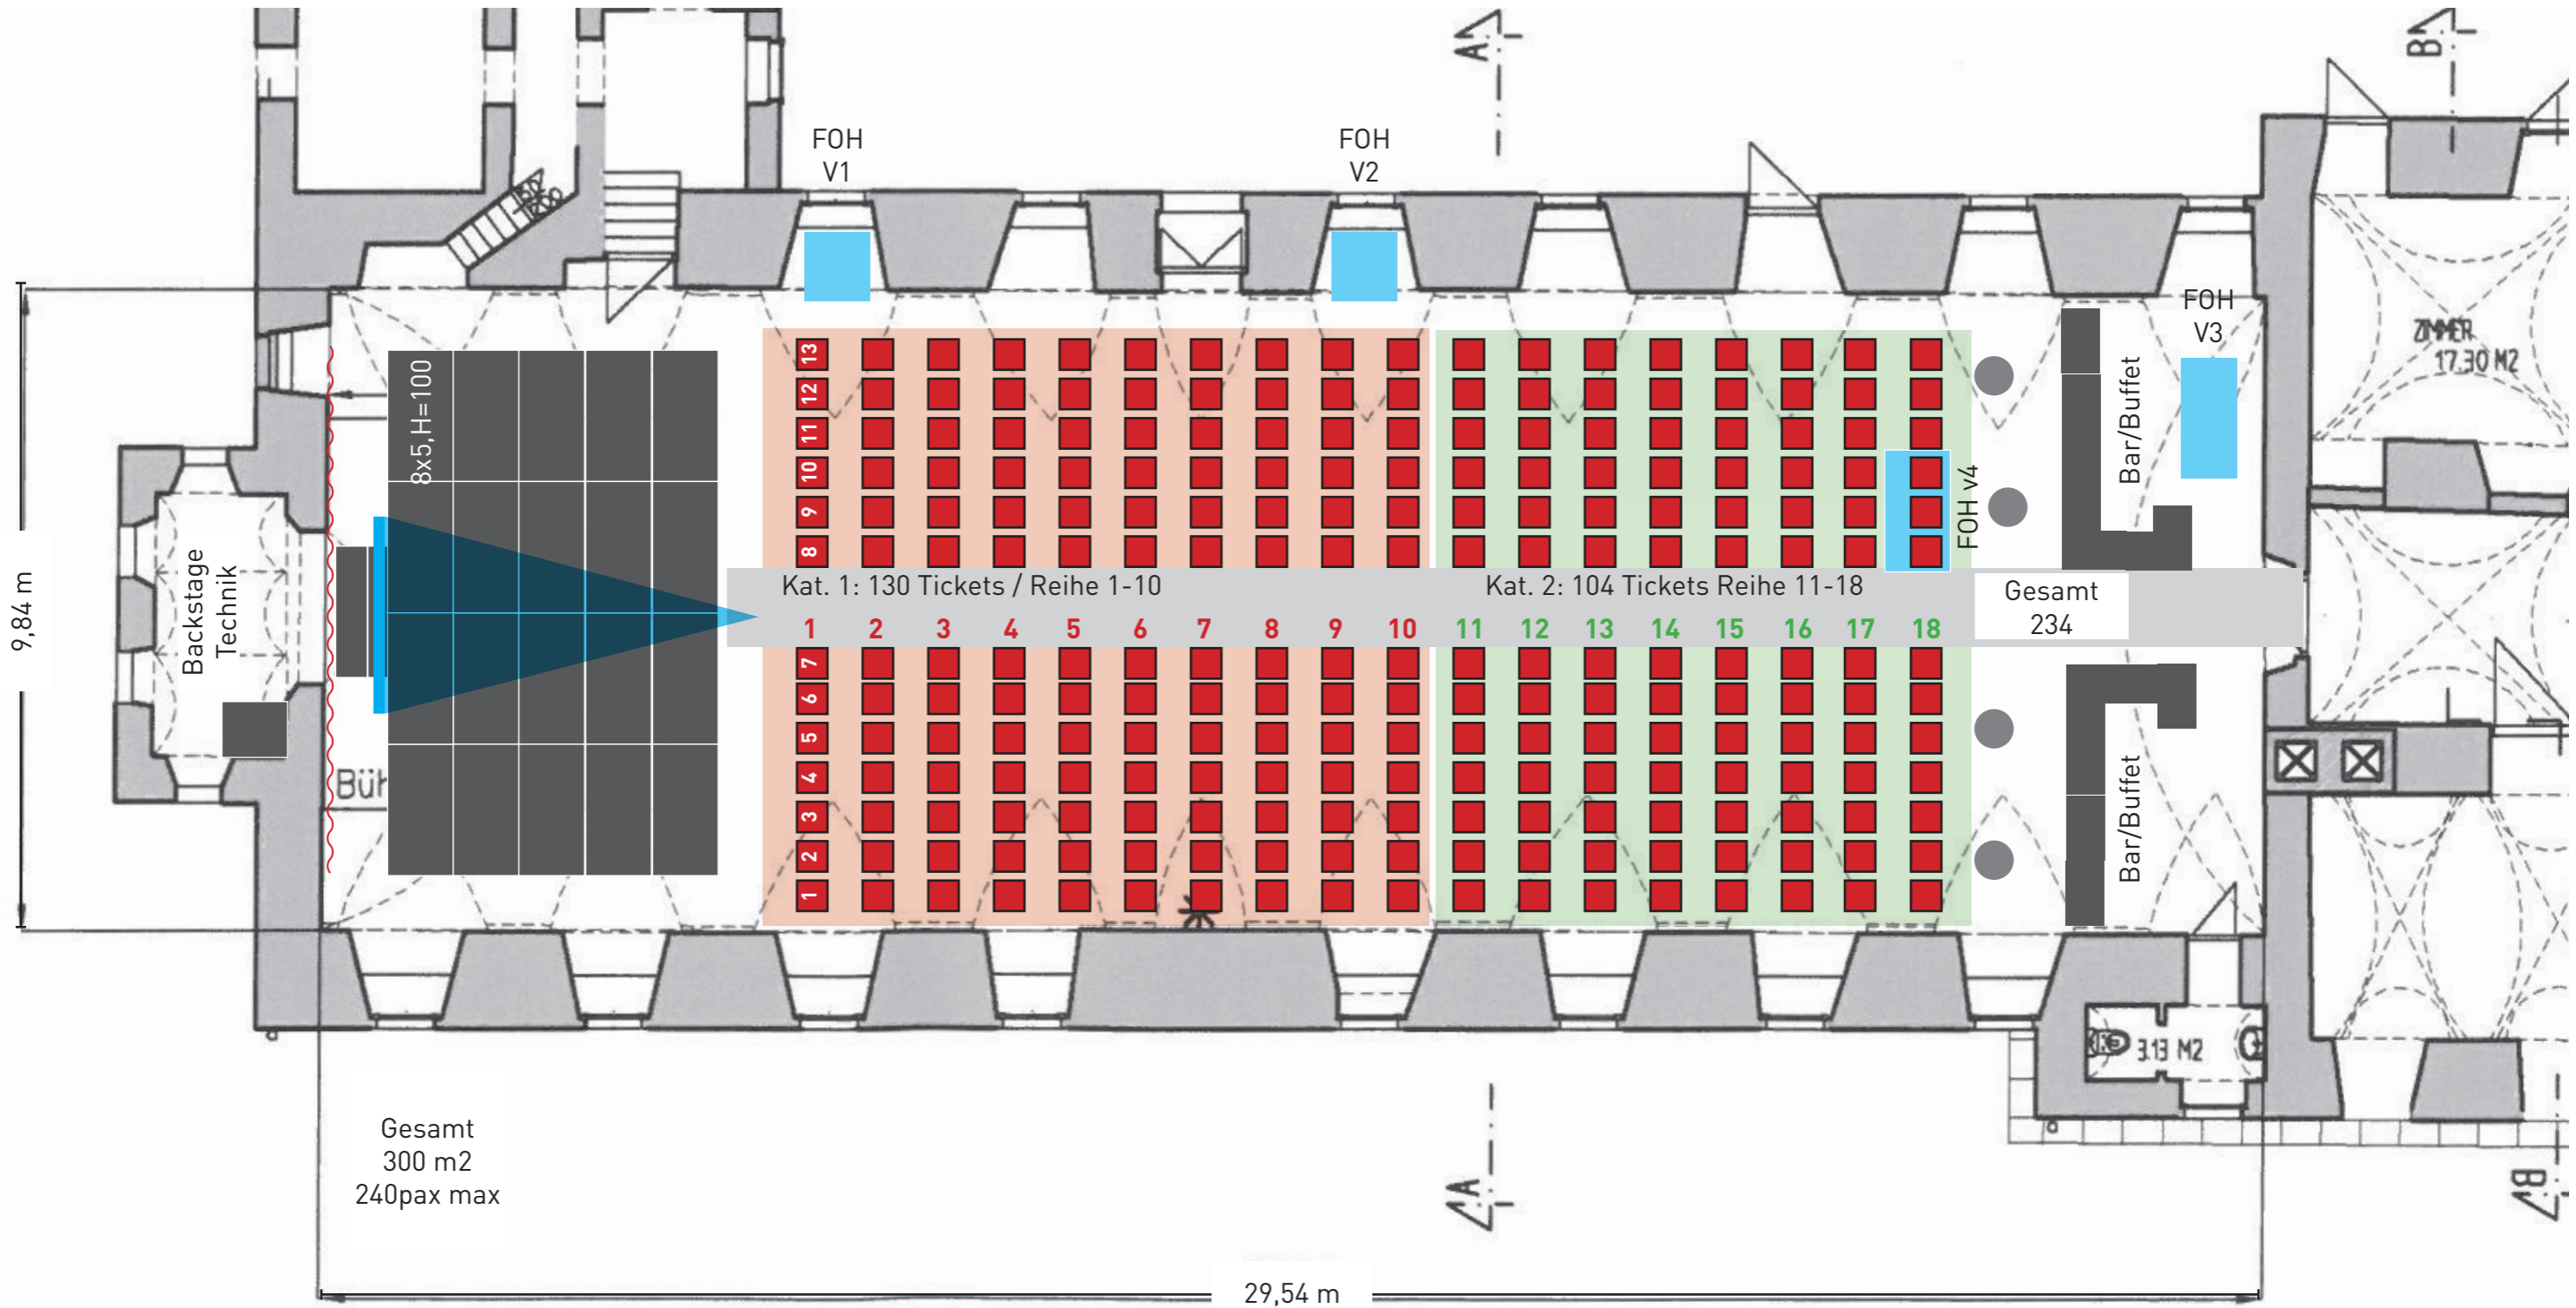 A
B
FOH
V1
FOH
V2
FOH
V3
ZIMMER
17.30 M2
8x5,H=100
Bar/Buffet
13
12
11
10
9
8
FOH v4
Backstage
Technik
9,84 m
Kat. 1: 130 Tickets / Reihe 1-10
Kat. 2: 104 Tickets Reihe 11-18
Gesamt
234
1 2 3 4 5 6 7 8 9 10 11 12 13 14 15 16 17 18
7
6
5
4
3
2
1
Büh
Bar/Buffet
3.13 M2
Gesamt
300 m2
240pax max
A
B
29,54 m